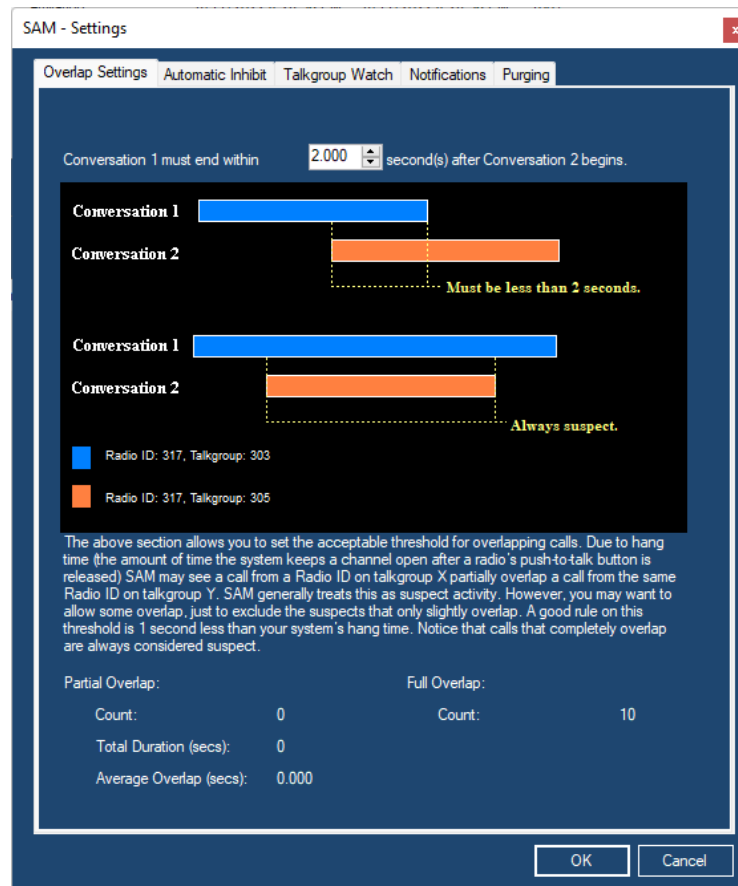 SAM - Settings
x
Overlap Settings Automatic Inhibit Talkgroup Watch Notifications Purging
Conversation 1 must end within 2.000 second(s) after Conversation 2 begins.
Conversation 1
Conversation 2
Must be less than 2 seconds.
Conversation 1
Conversation 2
Always suspect.
Radio ID: 317, Talkgroup: 303
Radio ID: 317, Talkgroup: 305
The above section allows you to set the acceptable threshold for overlapping calls. Due to hang
time (the amount of time the system keeps a channel open after a radio's push-to-talk button is
released) SAM may see a call from a Radio ID on talkgroup X partially overlap a call from the same
Radio ID on talkgroup Y. SAM generally treats this as suspect activity. However, you may want to
allow some overlap, just to exclude the suspects that only slightly overlap. A good rule on this
threshold is 1 second less than your system's hang time. Notice that calls that completely overlap
are always considered suspect.
Partial Overlap: Full Overlap:
Count: 0 Count: 10
Total Duration (secs): 0
Average Overlap (secs): 0.000
OK Cancel